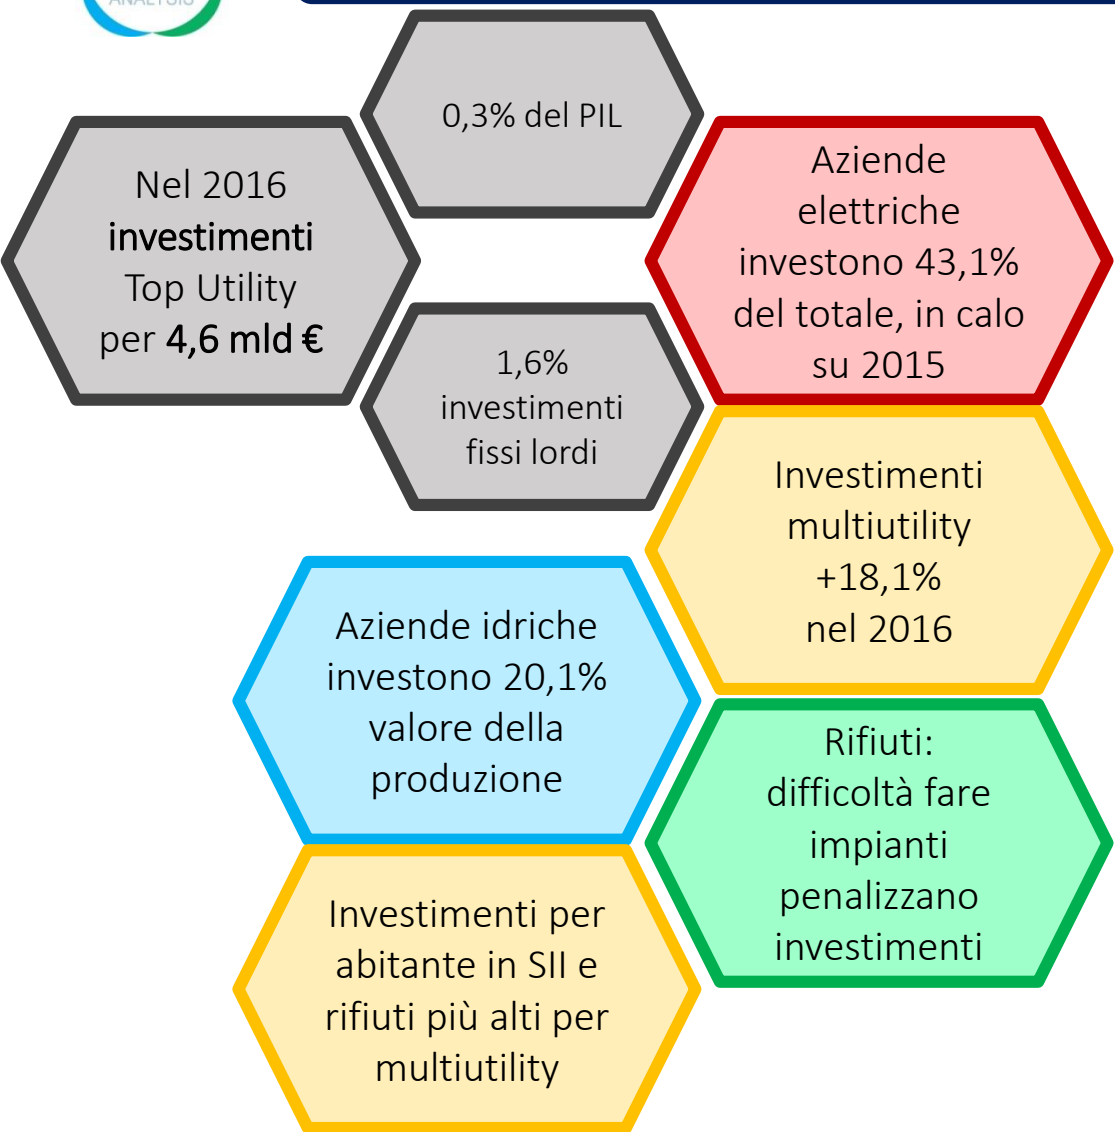 ANALYSIS
0,3% del PIL
Nel 2016
investimenti
Top Utility
per 4,6 mld €
1,6%
investimenti
fissi lordi
Aziende
elettriche
investono 43,1%
del totale, in calo
su 2015
Investimenti
multiutility
+18,1%
nel 2016
Aziende idriche
investono 20,1%
valore della
produzione
Rifiuti:
difficoltà fare
impianti
penalizzano
investimenti
Investimenti per
abitante in SII e
rifiuti più alti per
multiutility